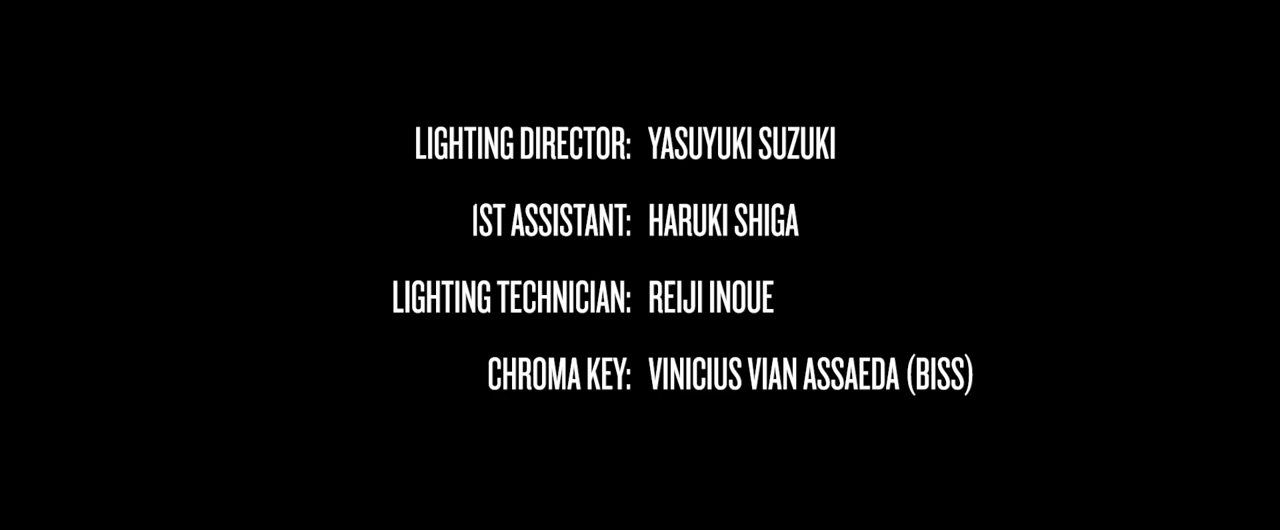 LIGHTING DIRECTOR: YASUYUKI SUZUKI
1ST ASSISTANT: HARUKI SHIGA
LIGHTING TECHNICIAN: REIJI INOUE
CHROMA KEY: VINICIUS VIAN ASSAEDA (BISS)